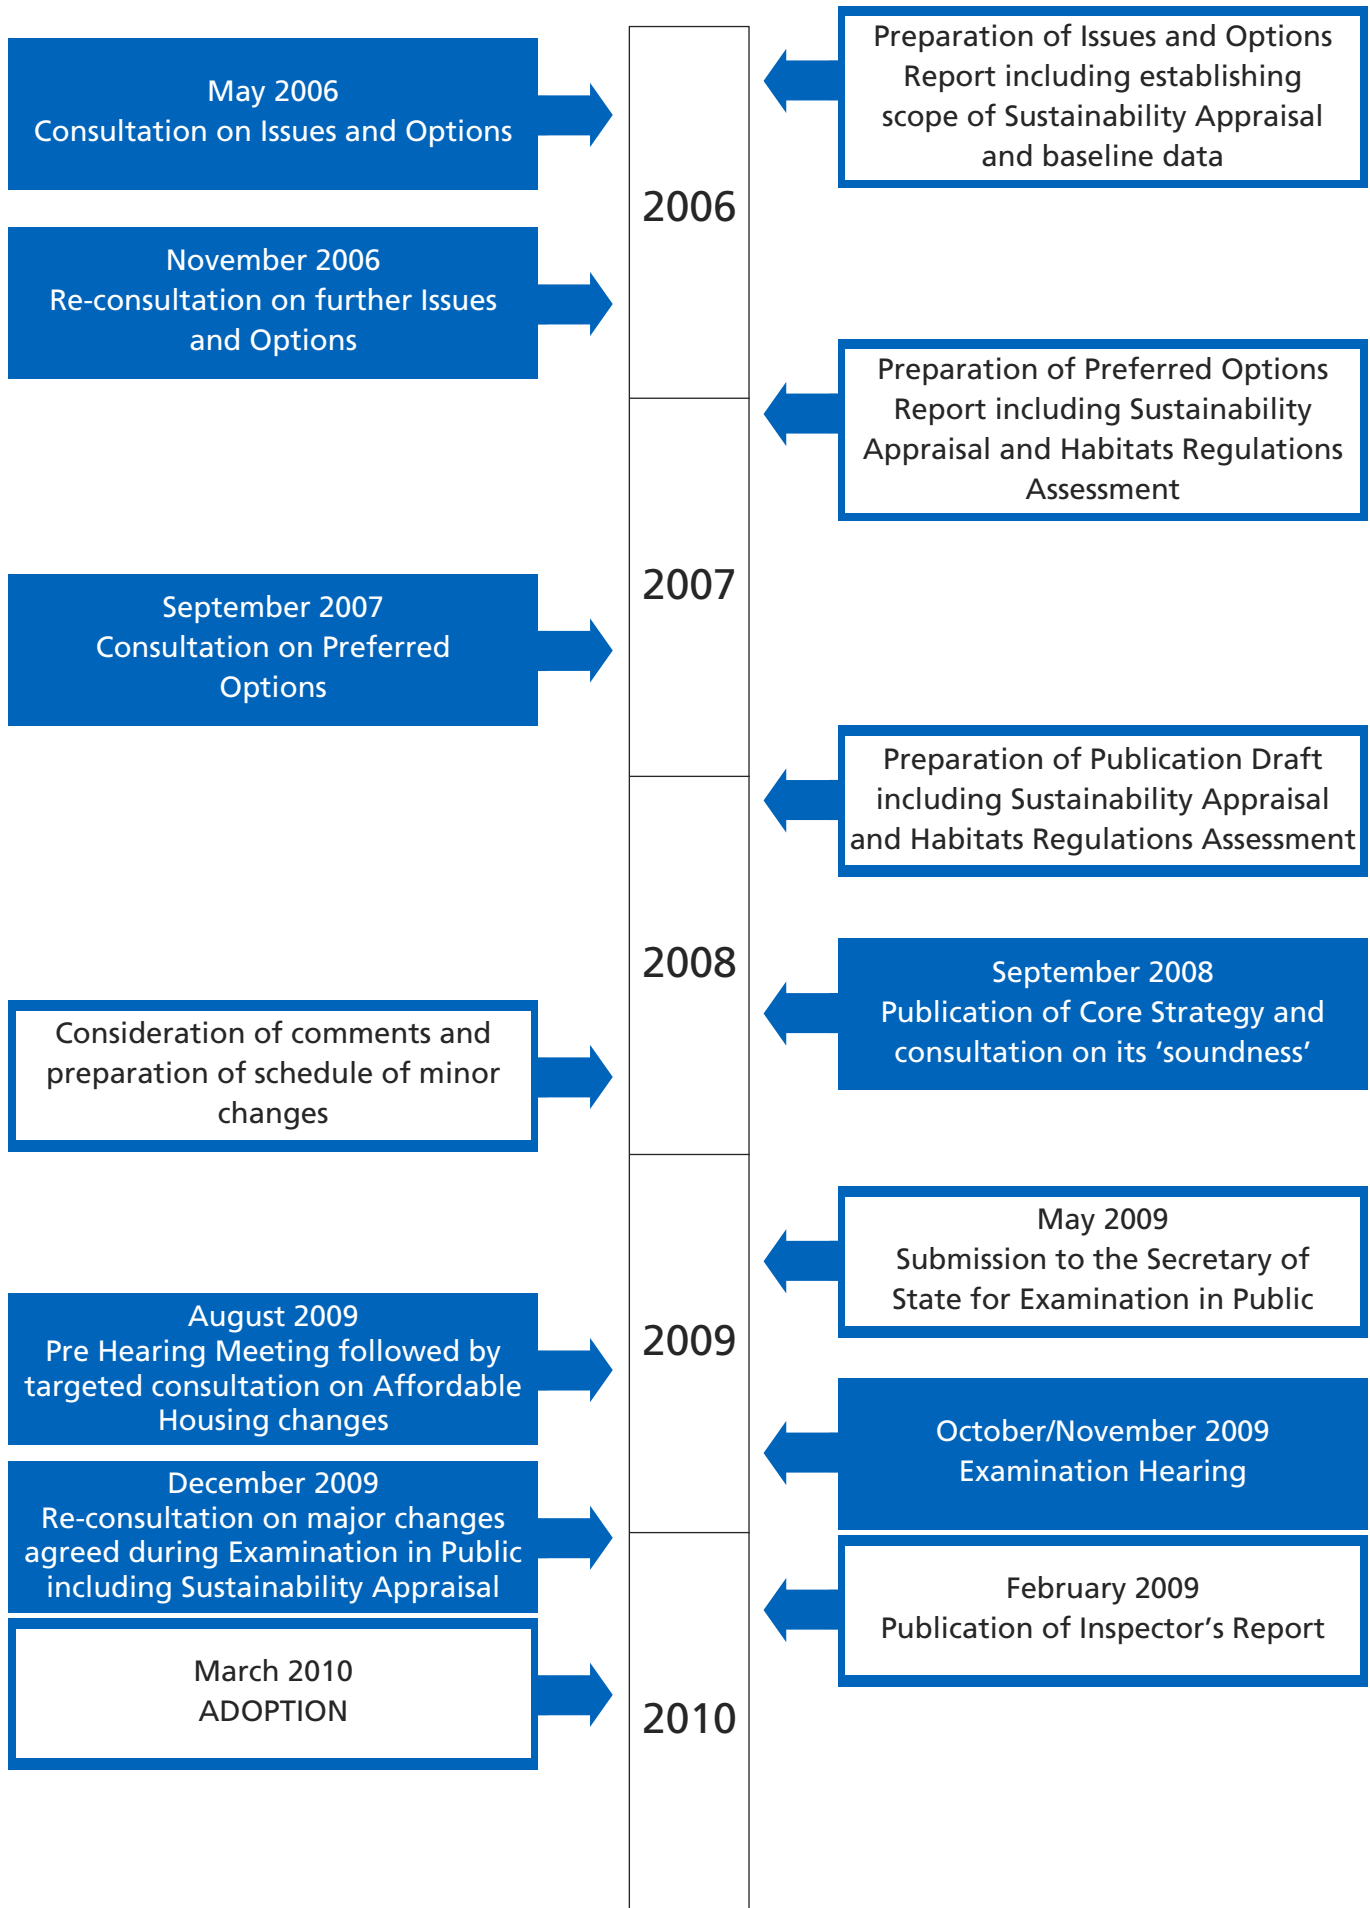 Preparation of Issues and Options
Report including establishing
scope of Sustainability Appraisal
and baseline data
May 2006
Consultation on Issues and Options
2006
November 2006
Re-consultation on further Issues
and Options
Preparation of Preferred Options
Report including Sustainability
Appraisal and Habitats Regulations
Assessment
2007
September 2007
Consultation on Preferred
Options
Preparation of Publication Draft
including Sustainability Appraisal
and Habitats Regulations Assessment
2008
September 2008
Publication of Core Strategy and
consultation on its ‘soundness’
Consideration of comments and
preparation of schedule of minor
changes
May 2009
Submission to the Secretary of
State for Examination in Public
2009
August 2009
Pre Hearing Meeting followed by
targeted consultation on Affordable
Housing changes
October/November 2009
Examination Hearing
December 2009
Re-consultation on major changes
agreed during Examination in Public
including Sustainability Appraisal
February 2009
Publication of Inspector’s Report
March 2010
ADOPTION
2010